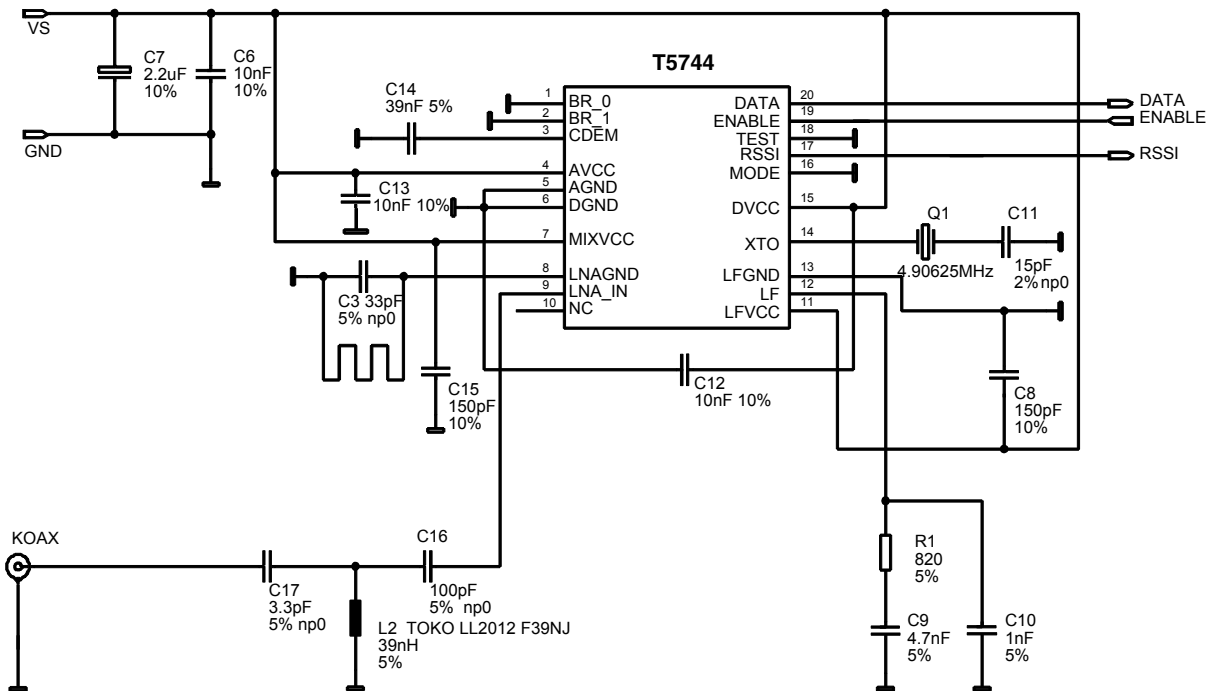 VS
GND
C7
2.2uF
10%
C6
10nF
10%
C14
39nF 5%
C13
10nF 10%
C3 33pF
5% np0
C15
150pF
10%
T5744
1
BR_0
2
BR_1
3
CDEM
4
AVCC
5
AGND
6
DGND
7
MIXVCC
8
LNAGND
9
LNA_IN
10
NC
DATA
20
ENABLE
19
TEST
18
RSSI
17
MODE
16
DVCC
15
XTO
14
LFGND
13
LF
12
LFVCC
11
DATA
ENABLE
RSSI
Q1
4.90625MHz
C11
15pF
2% np0
C12
10nF 10%
C8
150pF
10%
KOAX
C17
3.3pF
5% np0
C16
100pF
5% np0
L2 TOKO LL2012 F39NJ
39nH
5%
R1
820
5%
C9
4.7nF
5%
C10
1nF
5%